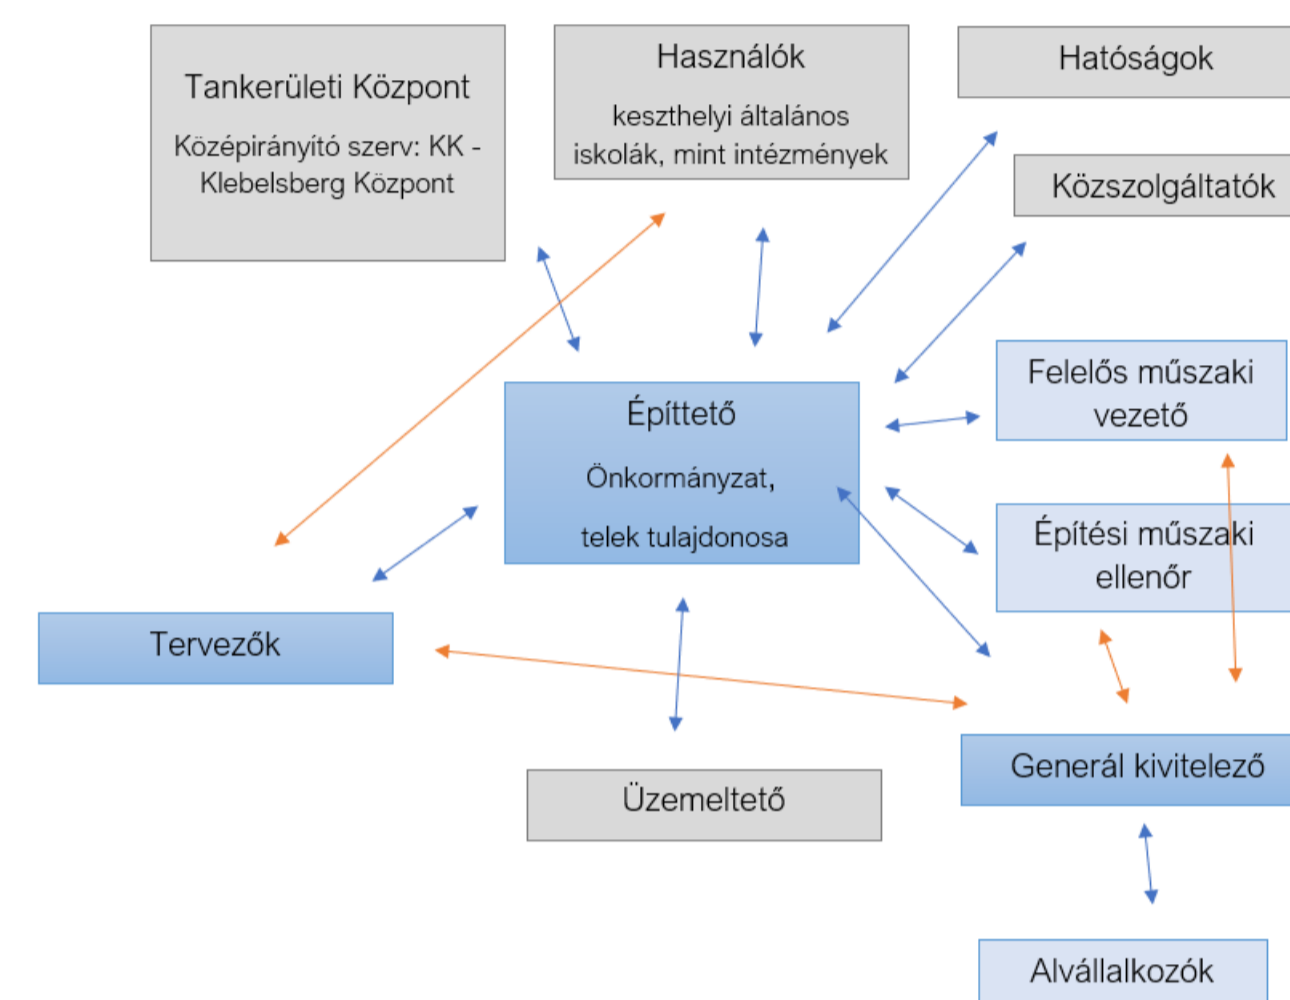 Tankerületi Központ
Középirányító szerv: KK -
Klebelsberg Központ
Használók
keszthelyi általános
iskolák, mint intézmények
Hatóságok
Közszolgáltatók
Építtető
Önkormányzat,
telek tulajdonosa
Felelős műszaki
vezető
Építési műszaki
ellenőr
Tervezők
Generál kivitelező
Üzemeltető
Alvállalkozók